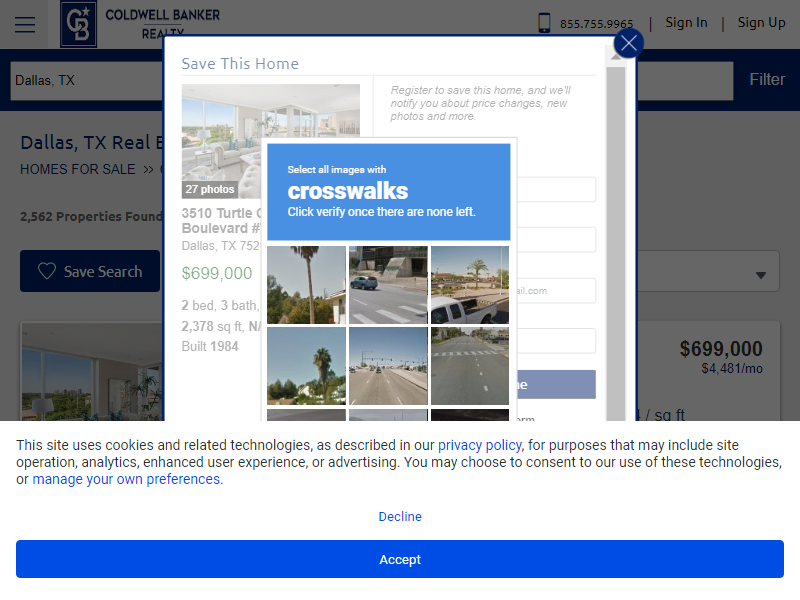 COLDWELL BANKER
REALTY
855.755.9965 | Sign In | Sign Up
Dallas, TX
Filter
Dallas, TX Real
HOMES FOR SALE >>
2,562 Properties Found
Save Search
Save This Home
Register to save this home, and we'll
notify you about price changes, new
photos and more.
27 photos
3510 Turtle
Boulevard
Dallas, TX 752
$699,000
2 bed, 3 bath,
2,378 sq ft,
Built 1984
Select all images with
crosswalks
Click verify once there are none left.
ail.com
$699,000
$4,481/mo
/ sq ft
This site uses cookies and related technologies, as described in our privacy policy, for purposes that may include site
operation, analytics, enhanced user experience, or advertising. You may choose to consent to our use of these technologies,
or manage your own preferences.
Decline
Accept